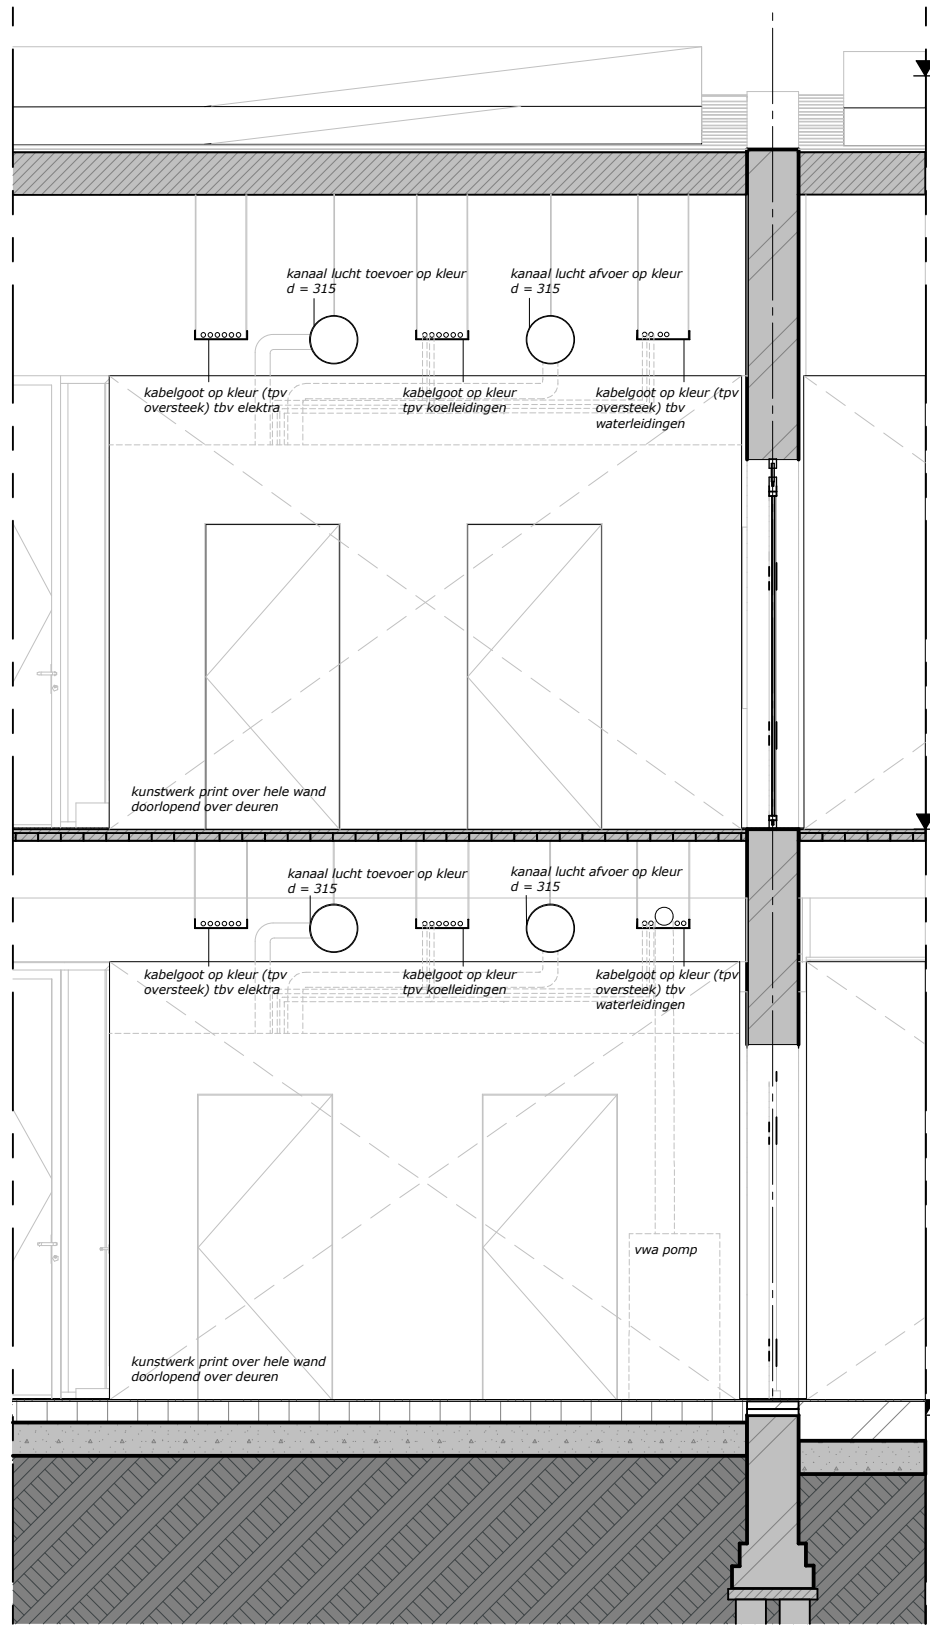 kanaal lucht toevoer op kleur
d = 315
kanaal lucht afvoer op kleur
d = 315
kabelgoot op kleur (tpv
oversteek) tbv elektra
kabelgoot op kleur
tpv koelleidingen
kabelgoot op kleur (tpv
oversteek) tbv
waterleidingen
kunstwerk print over hele wand
doorlopend over deuren
kanaal lucht toevoer op kleur
d = 315
kanaal lucht afvoer op kleur
d = 315
kabelgoot op kleur (tpv
oversteek) tbv elektra
kabelgoot op kleur
tpv koelleidingen
kabelgoot op kleur (tpv
oversteek) tbv
waterleidingen
vwa pomp
kunstwerk print over hele wand
doorlopend over deuren